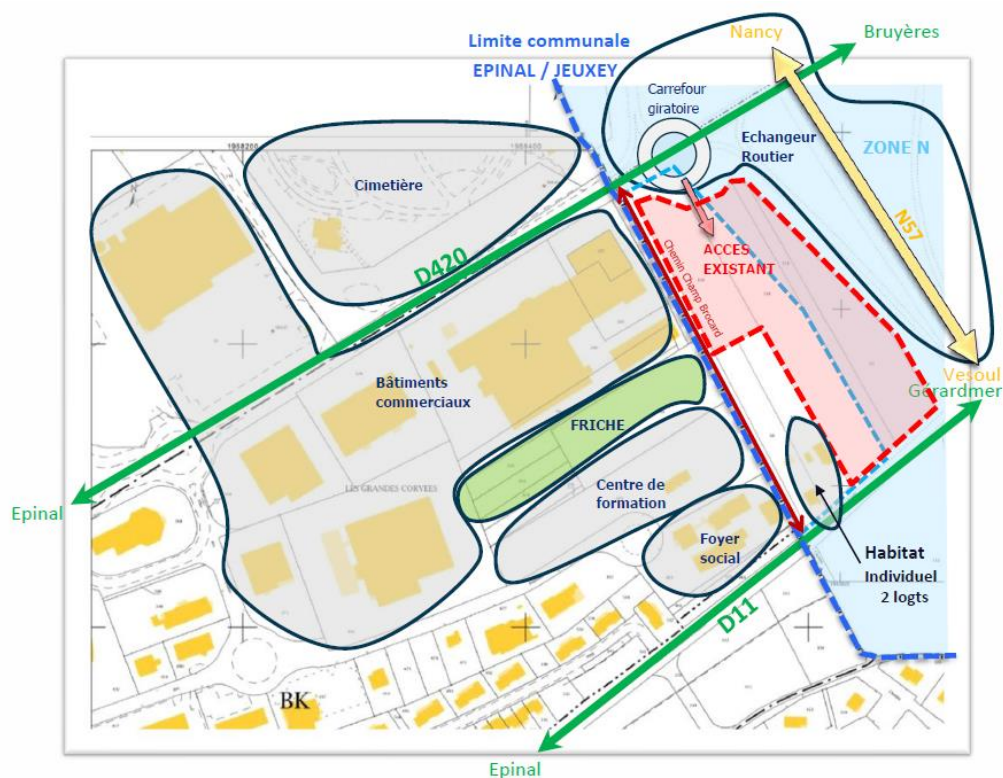 Nancy
Bruyères
Limite communale
EPINAL / JEUXEY
Carrefour
giratoire
Echangeur
Routier
ZONE N
N57
1958200
Cimetière
D420
ACCES
EXISTANT
Chemin Champ Brocard
Bâtiments
commerciaux
FRICHE
Vesoul
Gérardmer
LES GRANDES CORVEES
Centre de
formation
Epinal
Foyer
social
Habitat
Individuel
2 logts
D11
BK
Epinal